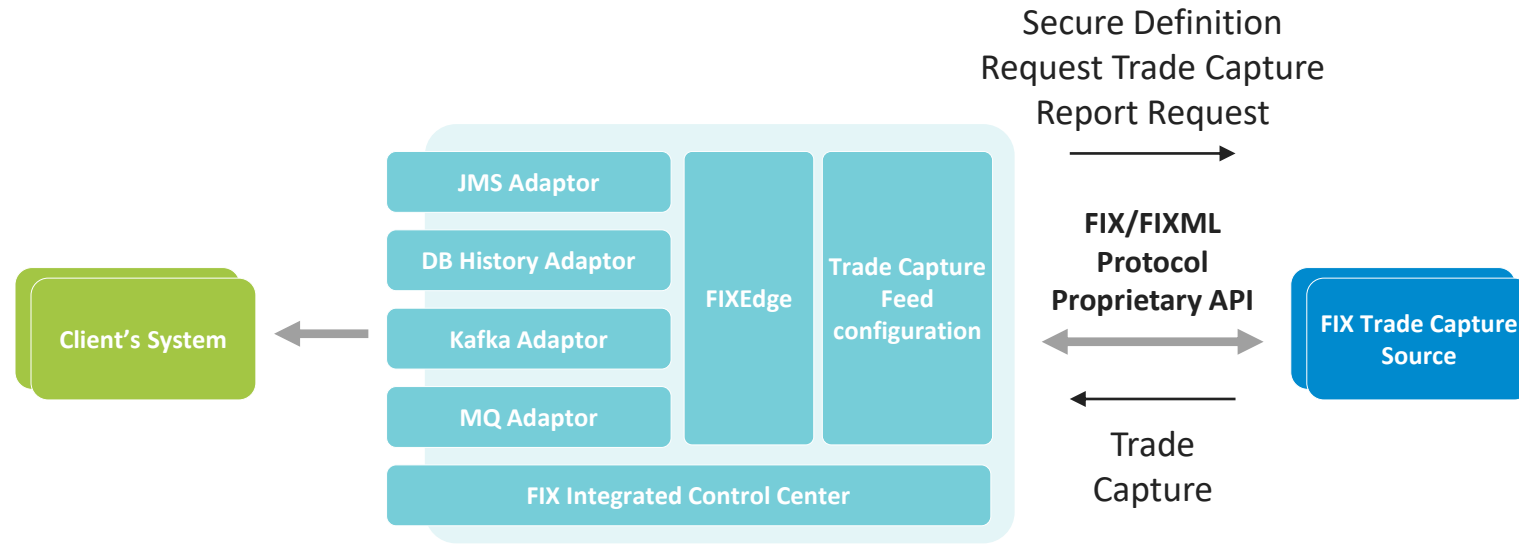 Secure Definition
Request Trade Capture
Report Request
JMS Adaptor
DB History Adaptor
Kafka Adaptor
MQ Adaptor
FIXEdge
Trade Capture
Feed
configuration
FIX Integrated Control Center
Client's System
FIX/FIXML
Protocol
Proprietary API
FIX Trade Capture
Source
Trade
Capture